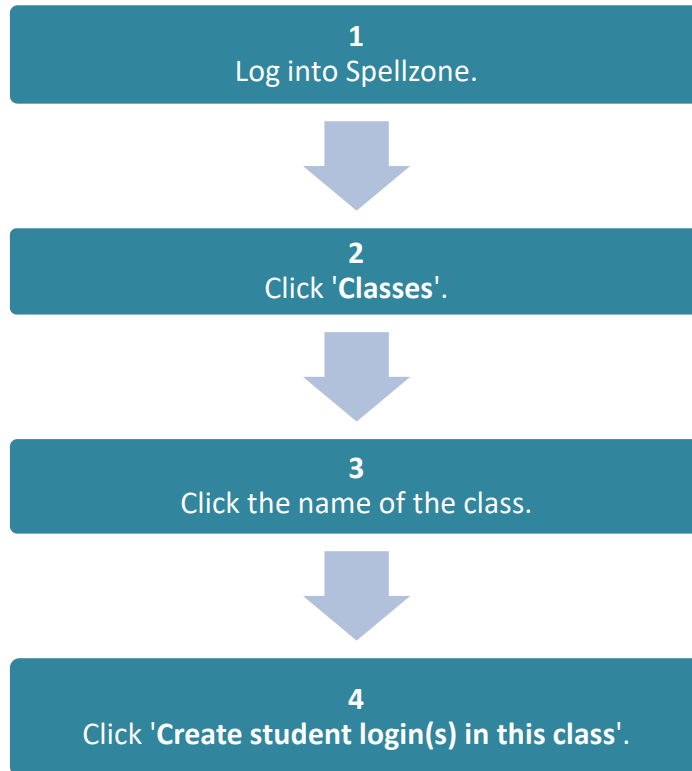 1
Log into Spellzone.
2
Click 'Classes'.
3
Click the name of the class.
4
Click 'Create student login(s) in this class'.